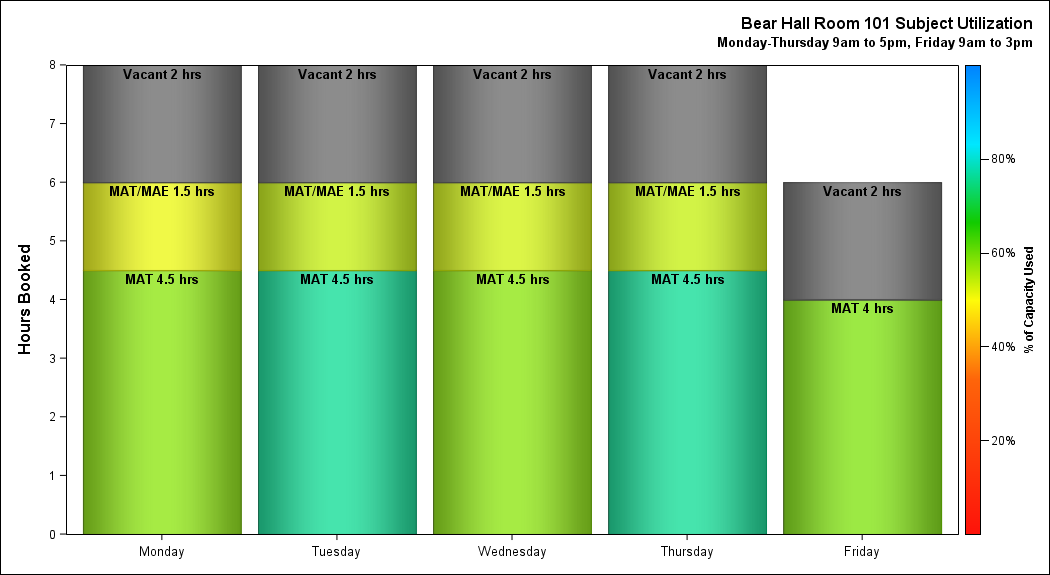 Bear Hall Room 101 Subject Utilization
Monday-Thursday 9am to 5pm, Friday 9am to 3pm
Hours Booked
8
7
6
5
4
3
2
1
0
Vacant 2 hrs
MAT/MAE 1.5 hrs
MAT 4.5 hrs
Vacant 2 hrs
MAT/MAE 1.5 hrs
MAT 4.5 hrs
Vacant 2 hrs
MAT/MAE 1.5 hrs
MAT 4.5 hrs
Vacant 2 hrs
MAT/MAE 1.5 hrs
MAT 4.5 hrs
Vacant 2 hrs
MAT 4 hrs
Monday
Tuesday
Wednesday
Thursday
Friday
80%
60%
40%
20%
% of Capacity Used